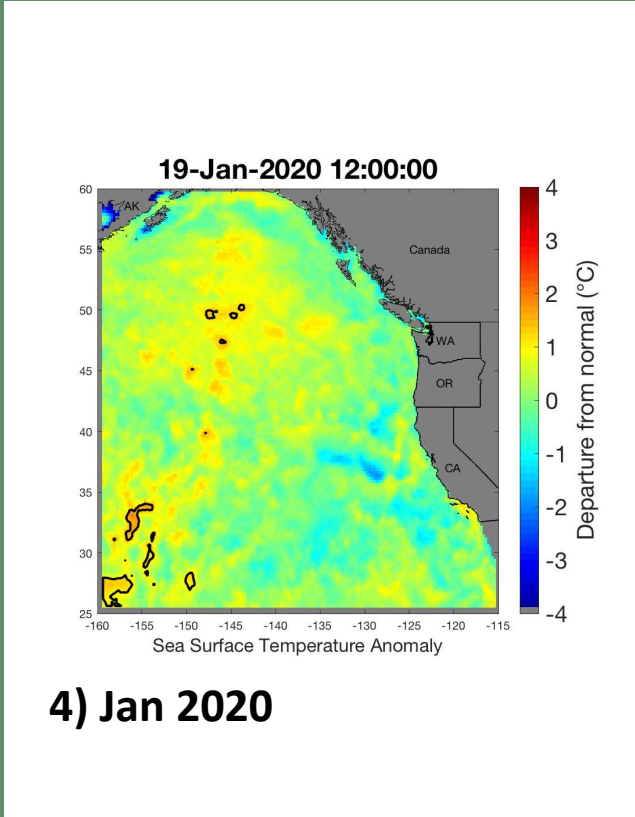 19-Jan-2020 12:00:00
60
55
50
45
40
35
30
25
AK
Canada
WA
OR
CA
-160 -155 -150 -145 -140 -135 -130 -125 -120 -115
Sea Surface Temperature Anomaly
4
3
2
1
0
-1
-2
-3
-4
Departure from normal (°C)
4) Jan 2020